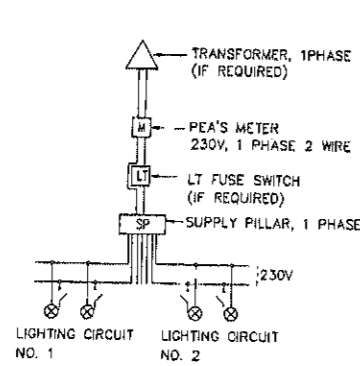 TRANSFORMER, 1PHASE
(IF REQUIRED)
M
PEA'S METER
230V, 1 PHASE 2 WIRE
LT
LT FUSE SWITCH
(IF REQUIRED)
SP
SUPPLY PILLAR, 1 PHASE
230V
LIGHTING CIRCUIT
NO. 1
LIGHTING CIRCUIT
NO. 2